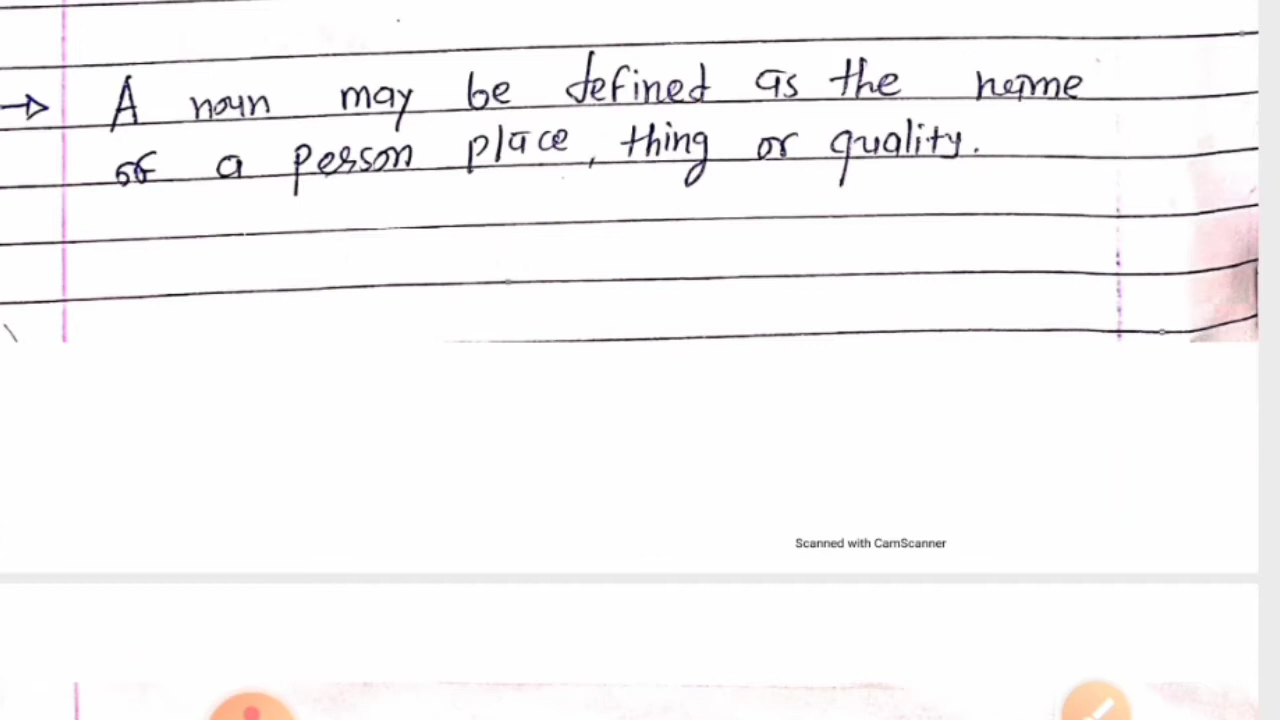 → A noun may be defined as the name
of a person place, thing or quality.
Scanned with CamScanner